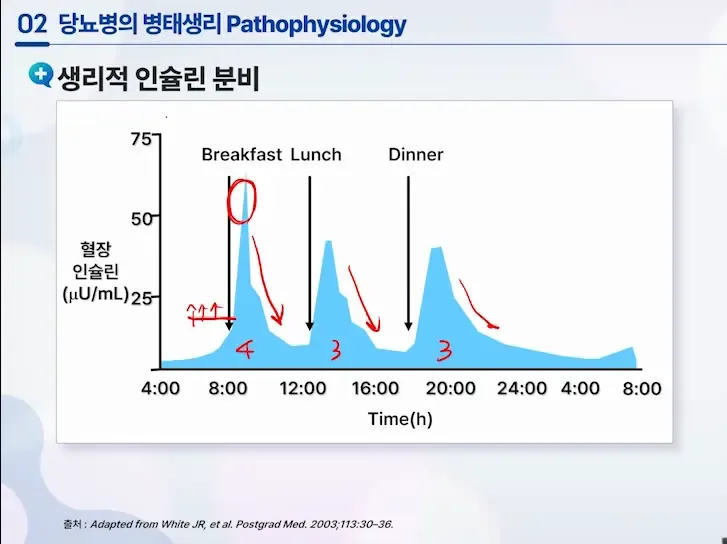 02 당뇨병의 병태생리 Pathophysiology
생리적 인슐린 분비
75
Breakfast Lunch Dinner
50
혈장
인슐린
(μU/mL)
25
↑↑↑
4 3 3
4:00 8:00 12:00 16:00 20:00 24:00 4:00 8:00
Time(h)
출처 : Adapted from White JR, et al. Postgrad Med. 2003;113:30–36.